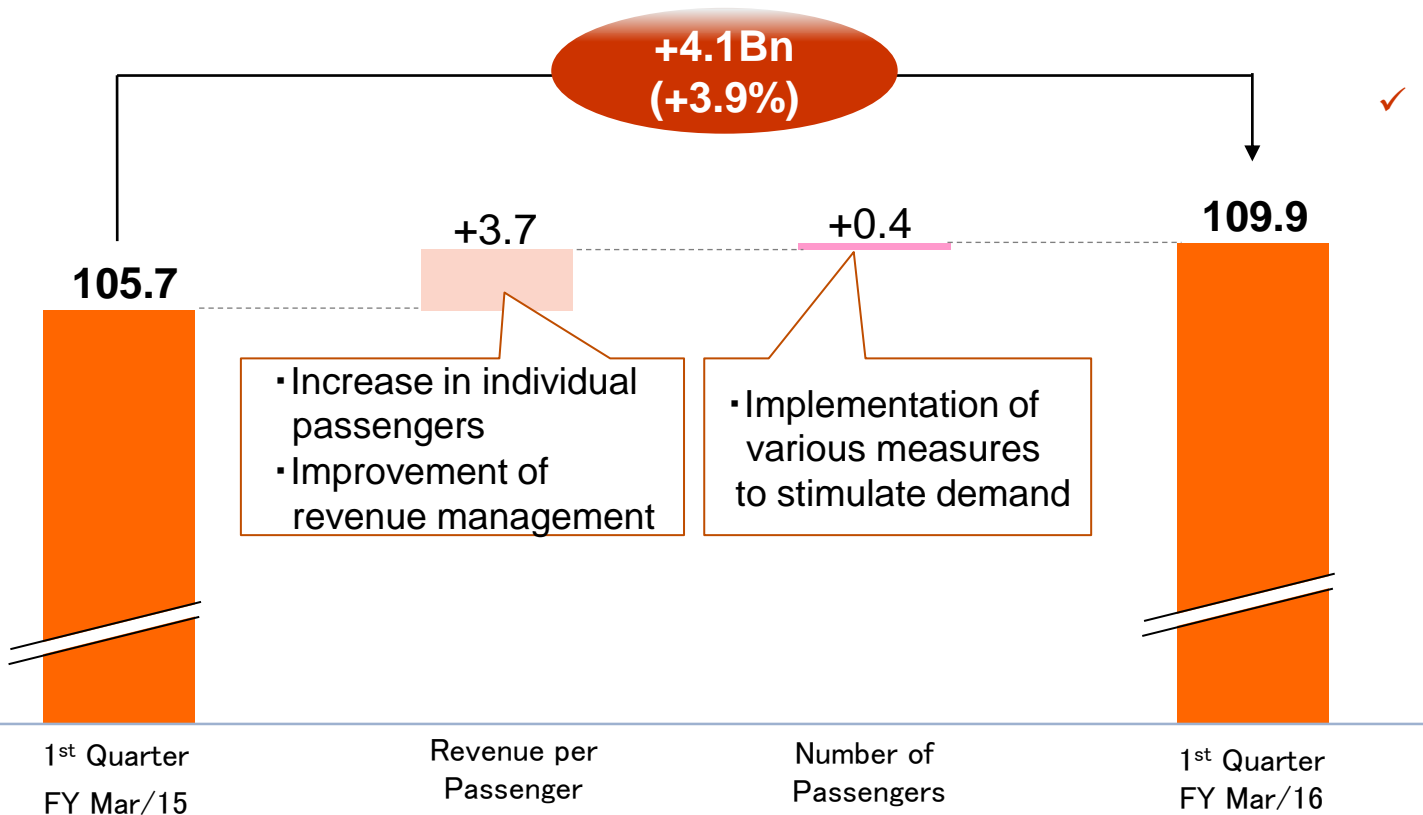 +4.1Bn
(+3.9%)
✓
105.7
+3.7
+0.4
109.9
・Increase in individual
passengers
・Improvement of
revenue management
・Implementation of
various measures
to stimulate demand
1st Quarter
FY Mar/15
Revenue per
Passenger
Number of
Passengers
1st Quarter
FY Mar/16